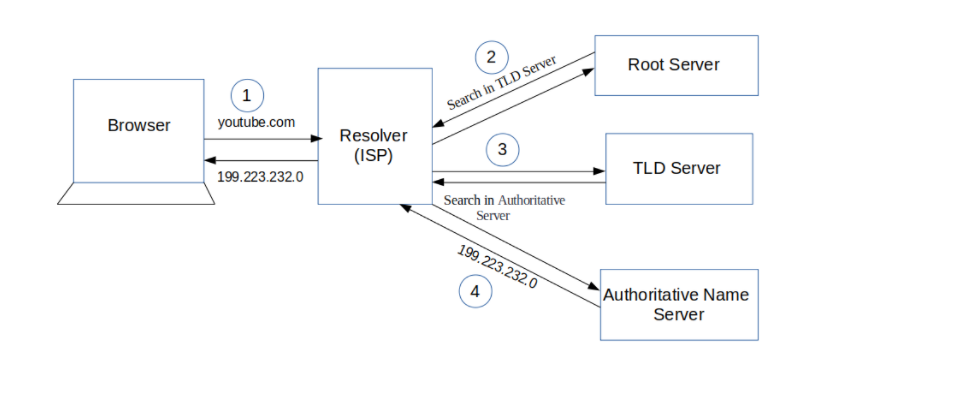 2
Root Server
Search in TLD Server
1
Browser
youtube.com
Resolver
(ISP)
3
TLD Server
199.223.232.0
Search in Authoritative
Server
199.223.232.0
4
Authoritative Name
Server